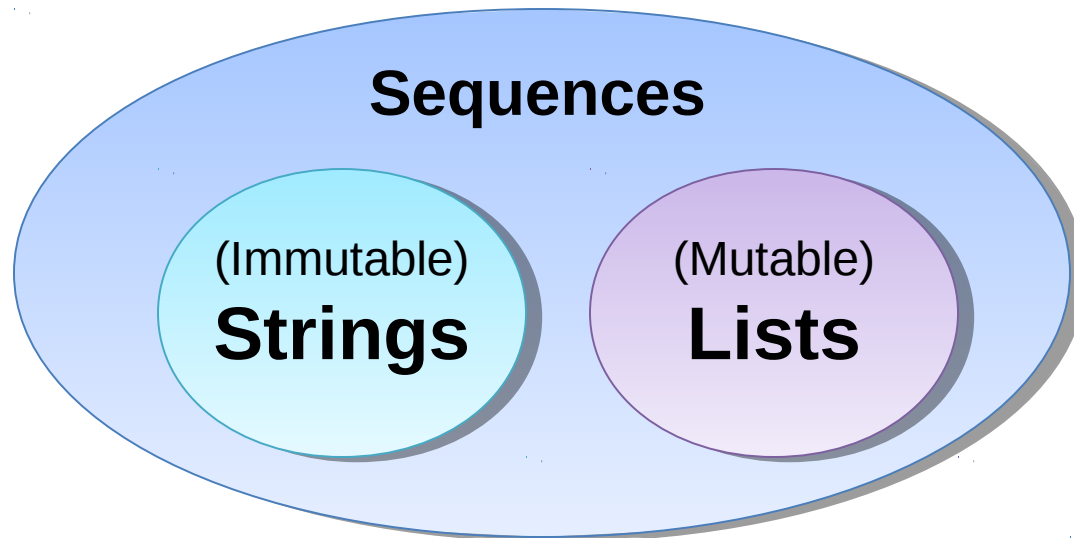 Sequences
(Immutable)
Strings
(Mutable)
Lists